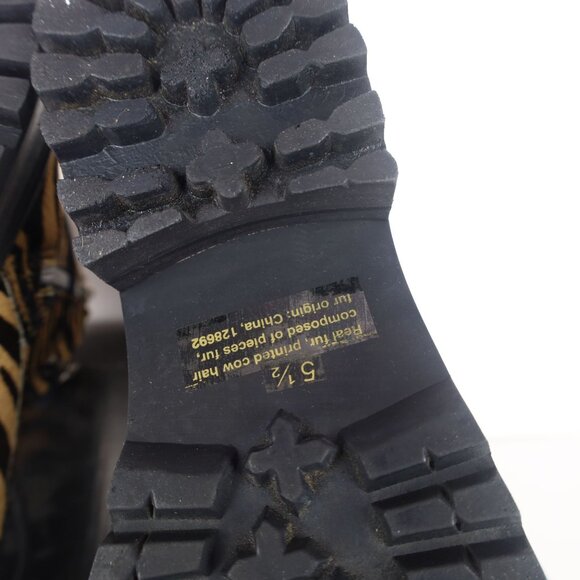 5 ½
Real fur, printed cow hair
composed of pieces fur,
fur origin: China, 128692